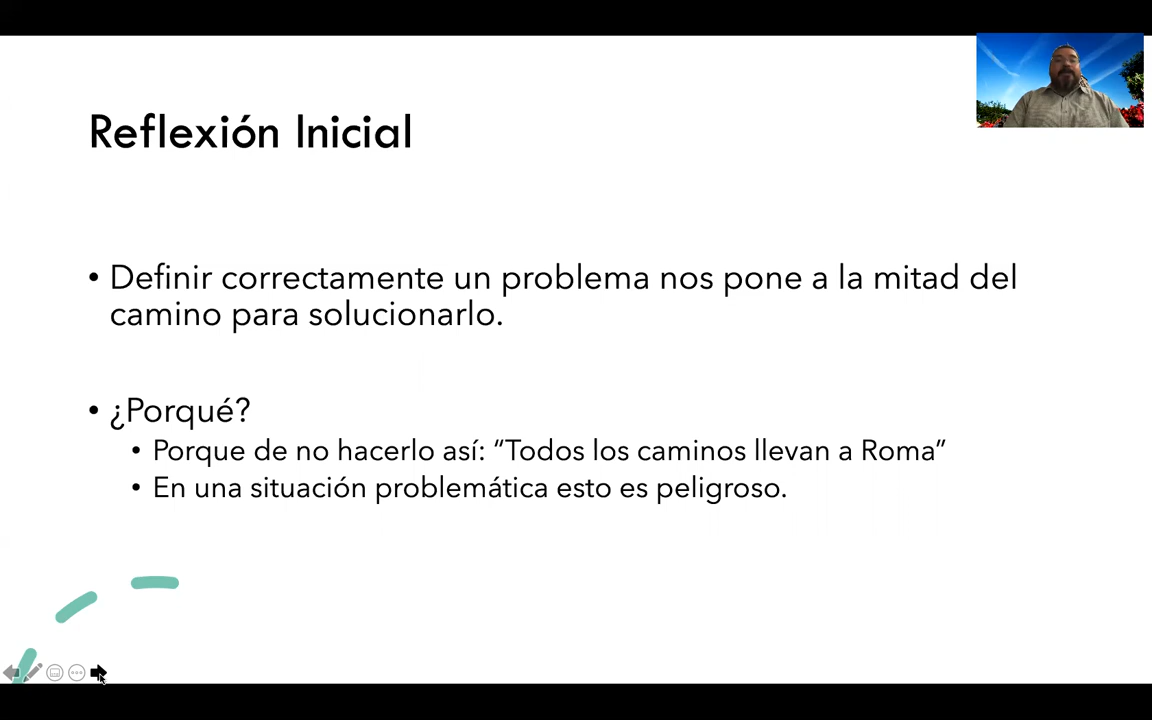 Reflexión Inicial
• Definir correctamente un problema nos pone a la mitad del
camino para solucionarlo.
• ¿Porqué?
• Porque de no hacerlo así: “Todos los caminos llevan a Roma”
• En una situación problemática esto es peligroso.